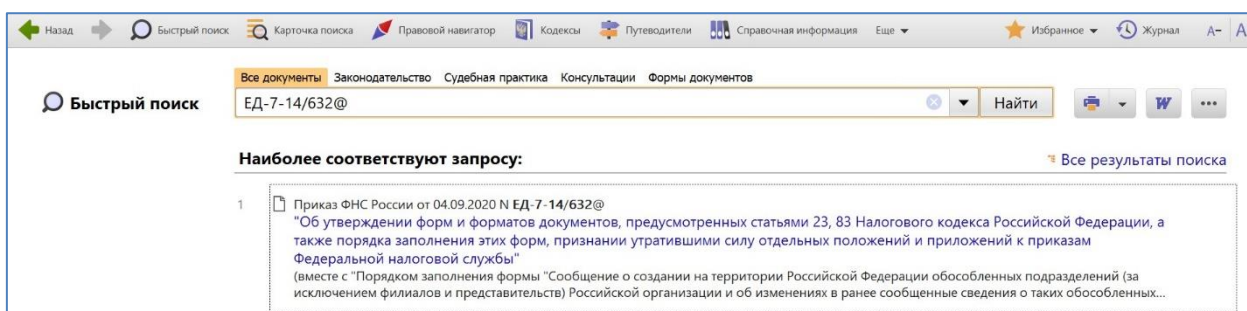 Назад Быстрый поиск Карточка поиска Правовой навигатор Кодексы Путеводители Справочная информация Еще Избранное Журнал А- А
Все документы Законодательство Судебная практика Консультации Формы документов
Быстрый поиск ЕД-7-14/632@ Найти W
Наиболее соответствуют запросу: Все результаты поиска
1 Приказ ФНС России от 04.09.2020 N ЕД-7-14/632@
"Об утверждении форм и форматов документов, предусмотренных статьями 23, 83 Налогового кодекса Российской Федерации, а
также порядка заполнения этих форм, признании утратившими силу отдельных положений и приложений к приказам
Федеральной налоговой службы"
(вместе с "Порядком заполнения формы "Сообщение о создании на территории Российской Федерации обособленных подразделений (за
исключением филиалов и представительств) Российской организации и об изменениях в ранее сообщенные сведения о таких обособленных...